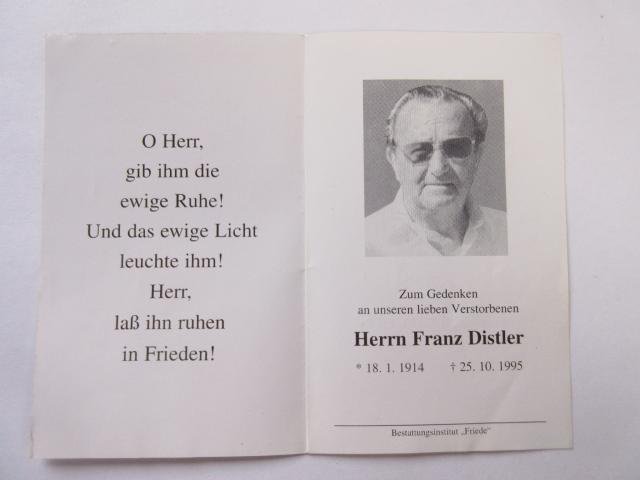 O Herr,
gib ihm die
ewige Ruhe!
Und das ewige Licht
leuchte ihm!
Herr,
laß ihn ruhen
in Frieden!
Zum Gedenken
an unseren lieben Verstorbenen
Herrn Franz Distler
* 18. 1. 1914 † 25. 10. 1995
Bestattungsinstitut „Friede“